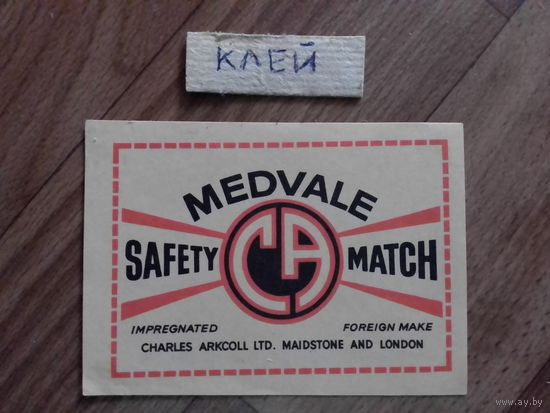 КЛЕЙ
MEDVALE
SAFETY CA MATCH
IMPREGNATED FOREIGN MAKE
CHARLES ARKCOLL LTD. MAIDSTONE AND LONDON
www.ay.by